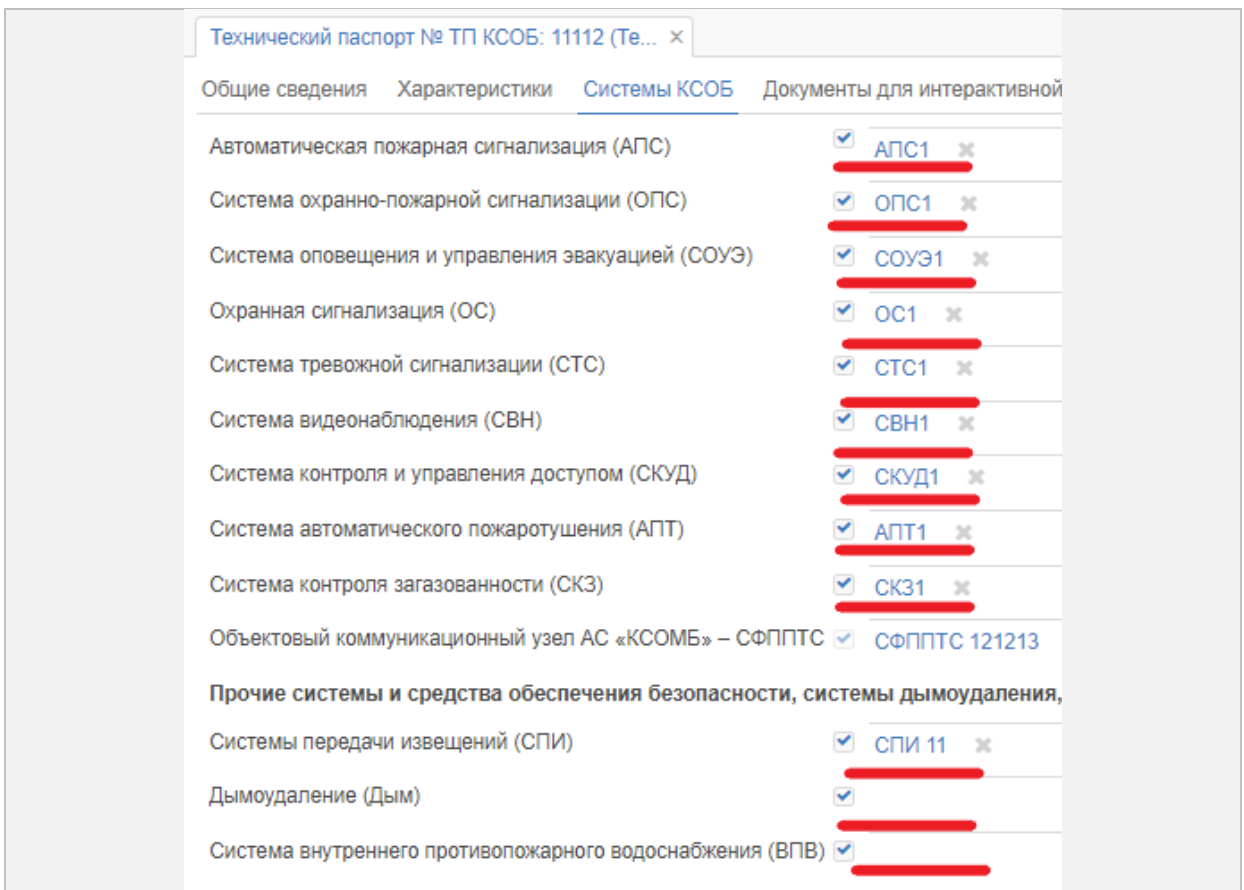 Технический паспорт № ТП КСОБ: 11112 (Те... ×
Общие сведения Характеристики Системы КСОБ Документы для интерактивной
Автоматическая пожарная сигнализация (АПС) АПС1
Система охранно-пожарной сигнализации (ОПС) ОПС1
Система оповещения и управления эвакуацией (СОУЭ) СОУЭ1
Охранная сигнализация (ОС) ОС1
Система тревожной сигнализации (СТС) СТС1
Система видеонаблюдения (СВН) СВН1
Система контроля и управления доступом (СКУД) СКУД1
Система автоматического пожаротушения (АПТ) АПТ1
Система контроля загазованности (СКЗ) СКЗ1
Объектовый коммуникационный узел АС «КСОМБ» – СФППТС СФППТС 121213
Прочие системы и средства обеспечения безопасности, системы дымоудаления,
Системы передачи извещений (СПИ) СПИ 11
Дымоудаление (Дым)
Система внутреннего противопожарного водоснабжения (ВПВ)